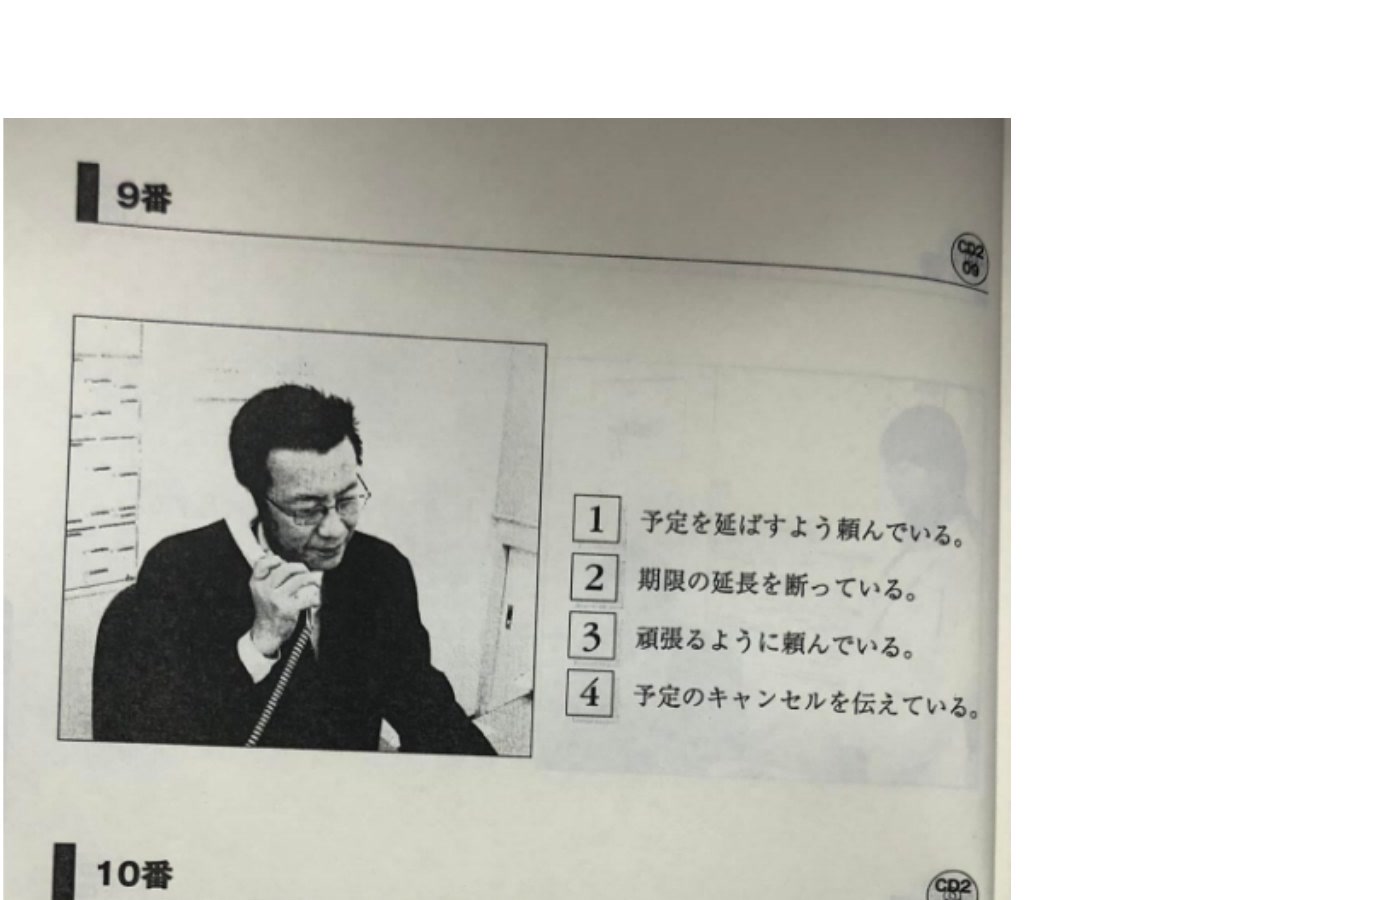 9番
CD2
09
1 予定を延ばすよう頼んでいる。
2 期限の延長を断っている。
3 頑張るように頼んでいる。
4 予定のキャンセルを伝えている。
10番
CD2